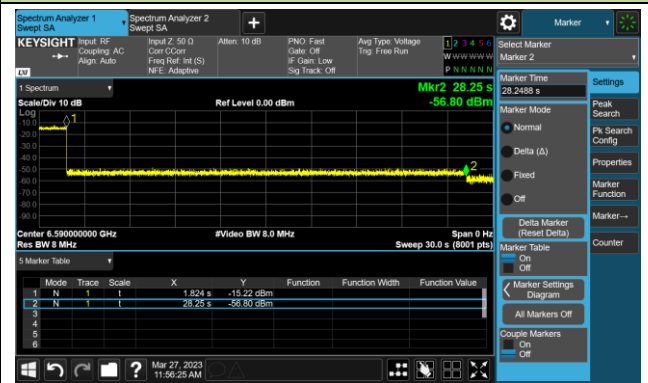 Spectrum Analyzer 1
Swept SA
Spectrum Analyzer 2
Swept SA
+
Marker
KEYSIGHT
Input: RF
Coupling: AC
Align: Auto
Input Z: 50 Ω
Corr CCorr
Freq Ref: Int (S)
NFE: Adaptive
Atten: 10 dB
PNO: Fast
Gate: Off
IF Gain: Low
Sig Track: Off
Avg Type: Voltage
Trig: Free Run
1 2 3 4 5 6
W W W W W W
P N N N N N
LXI
Select Marker
Marker 2
1 Spectrum
Scale/Div 10 dB
Ref Level 0.00 dBm
Mkr2 28.25 s
-56.80 dBm
Log
-10.0
-20.0
-30.0
-40.0
-50.0
-60.0
-70.0
-80.0
-90.0
1
2
Center 6.590000000 GHz
Res BW 8 MHz
#Video BW 8.0 MHz
Span 0 Hz
Sweep 30.0 s (8001 pts)
5 Marker Table
Mode Trace Scale X Y Function Function Width Function Value
1 N 1 t 1.824 s -15.22 dBm
2 N 1 t 28.25 s -56.80 dBm
3
4
5
6
Marker Time
28.2488 s
Marker Mode
Normal
Delta (Δ)
Fixed
Off
Delta Marker
(Reset Delta)
Marker Table
On
Off
Marker Settings
Diagram
All Markers Off
Couple Markers
On
Off
Settings
Peak
Search
Pk Search
Config
Properties
Marker
Function
Marker→
Counter
?
Mar 27, 2023
11:56:25 AM